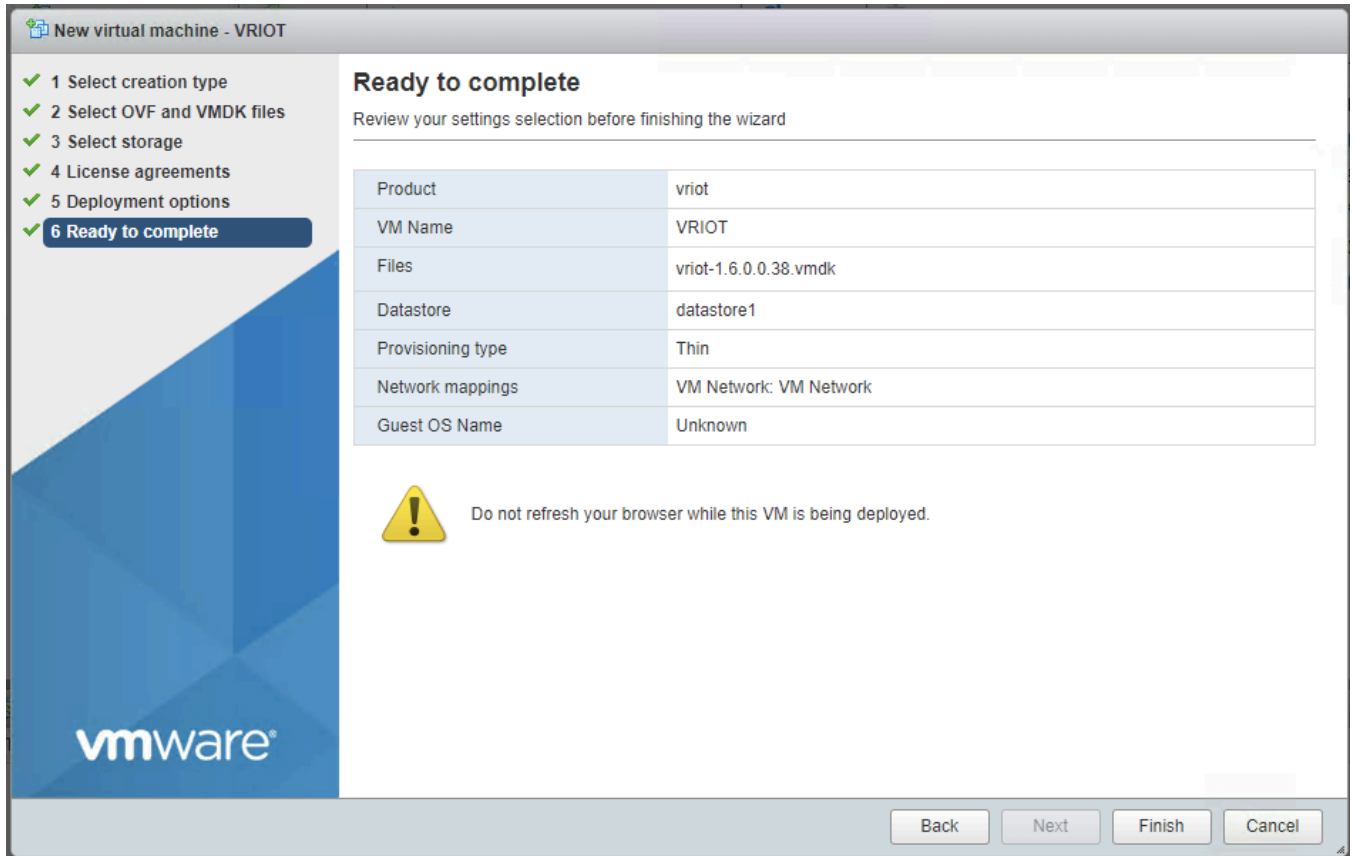 New virtual machine - VRIOT
1 Select creation type
2 Select OVF and VMDK files
3 Select storage
4 License agreements
5 Deployment options
6 Ready to complete
vmware®
Ready to complete
Review your settings selection before finishing the wizard
Product vriot
VM Name VRIOT
Files vriot-1.6.0.0.38.vmdk
Datastore datastore1
Provisioning type Thin
Network mappings VM Network: VM Network
Guest OS Name Unknown
Do not refresh your browser while this VM is being deployed.
Back Next Finish Cancel